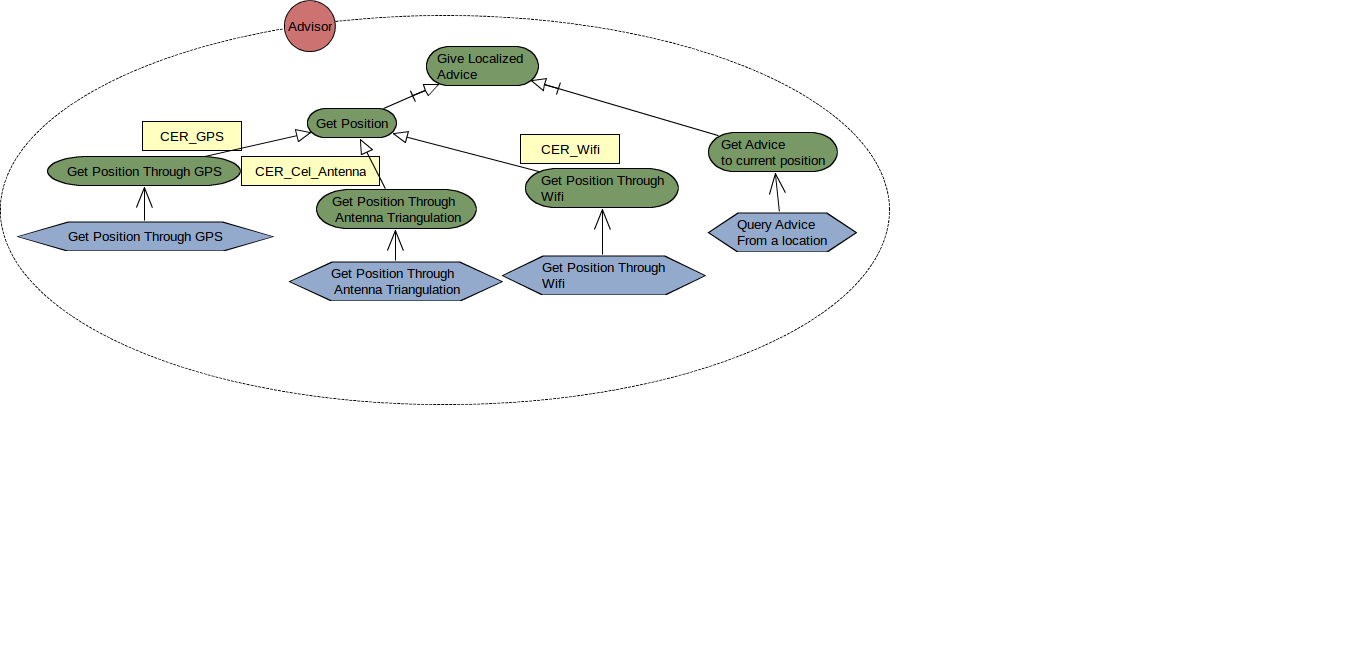 Advisor
Give Localized
Advice
Get Position
CER_GPS
CER_Wifi
Get Advice
to current position
Get Position Through GPS
CER_Cel_Antenna
Get Position Through
Wifi
Get Position Through
Antenna Triangulation
Query Advice
From a location
Get Position Through GPS
Get Position Through
Antenna Triangulation
Get Position Through
Wifi